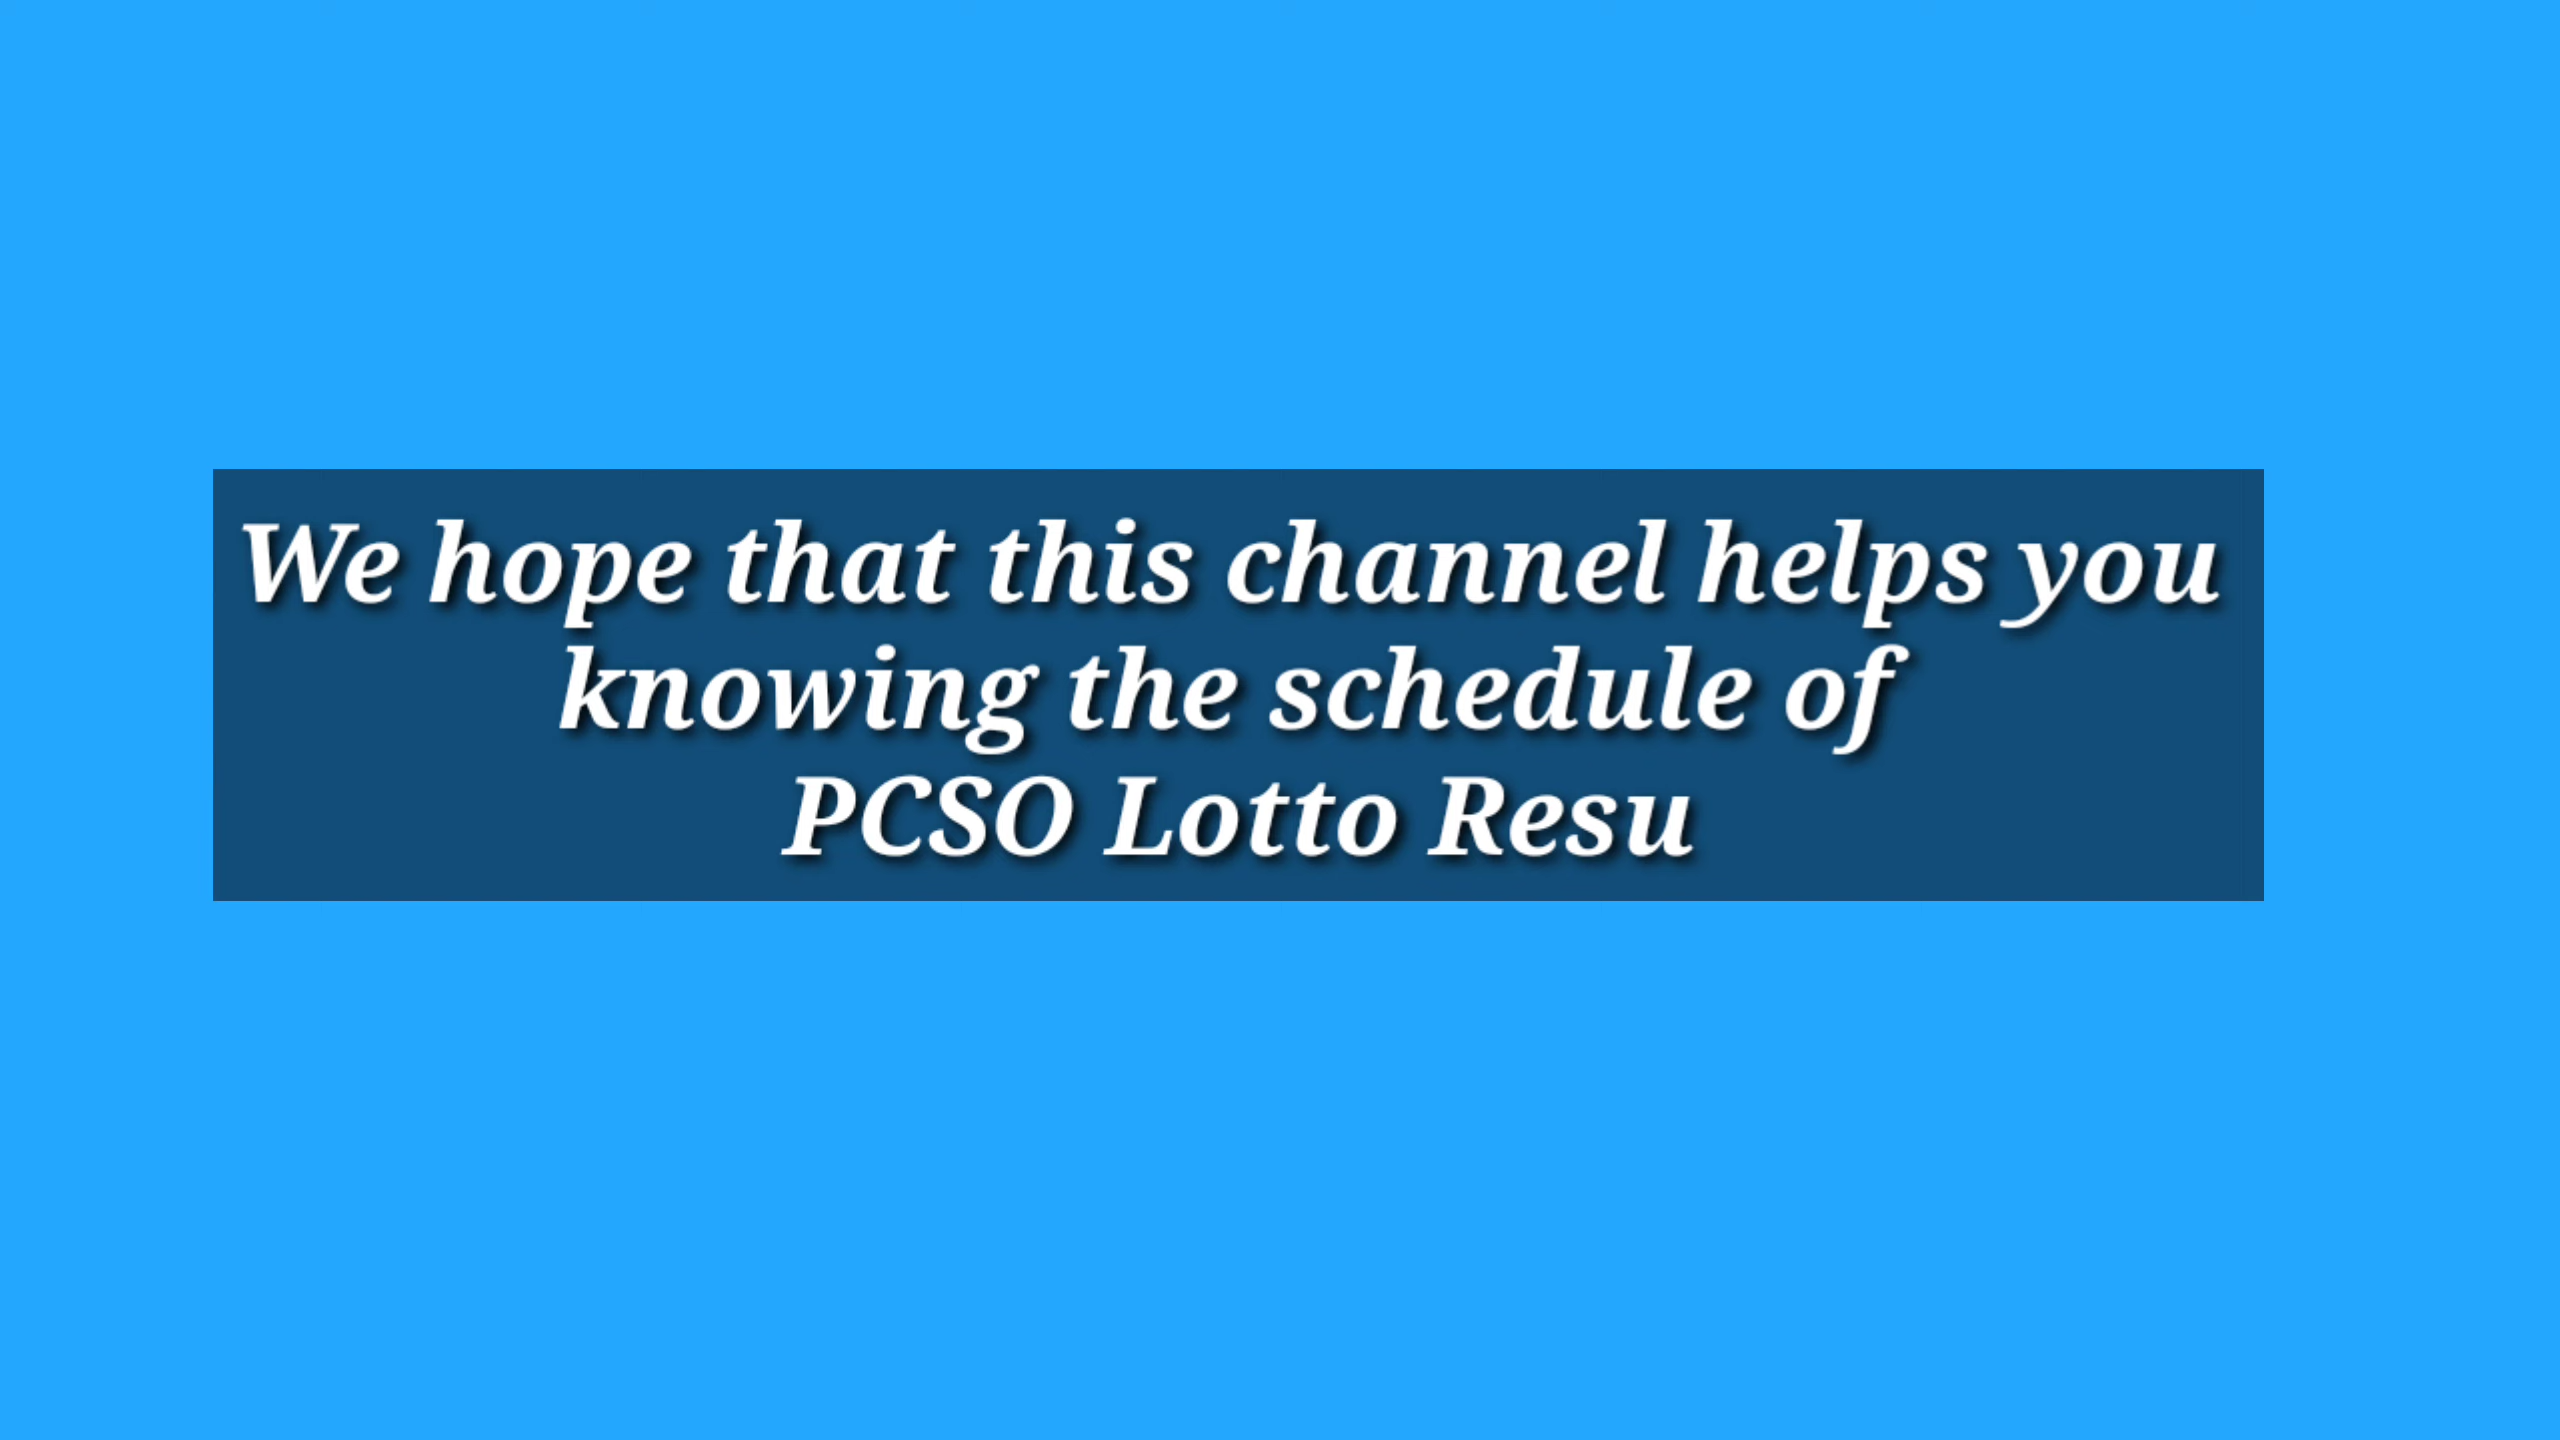 We hope that this channel helps you
knowing the schedule of
PCSO Lotto Resu